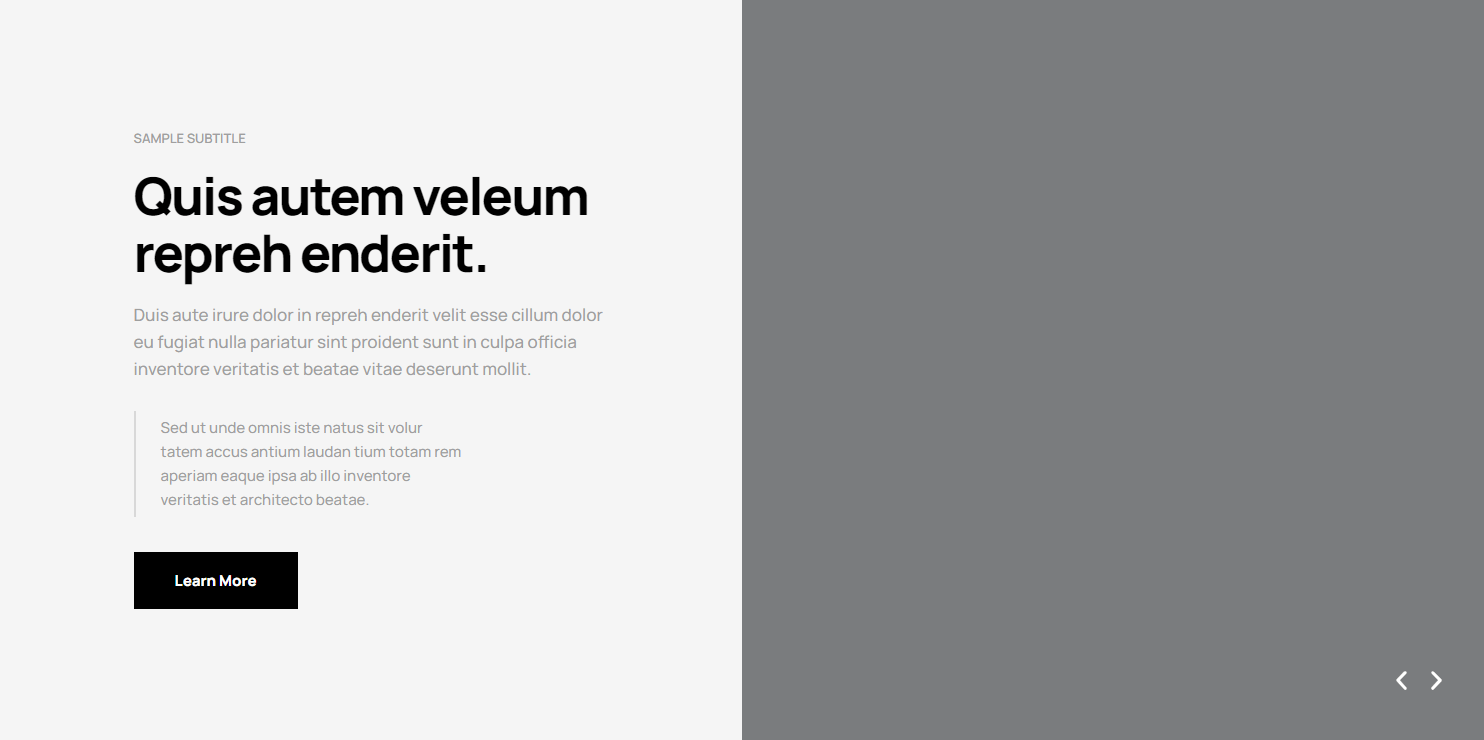 SAMPLE SUBTITLE
Quis autem veleum
repreh enderit.
Duis aute irure dolor in repreh enderit velit esse cillum dolor
eu fugiat nulla pariatur sint proident sunt in culpa officia
inventore veritatis et beatae vitae deserunt mollit.
Sed ut unde omnis iste natus sit volur
tatem accus antium laudan tium totam rem
aperiam eaque ipsa ab illo inventore
veritatis et architecto beatae.
Learn More